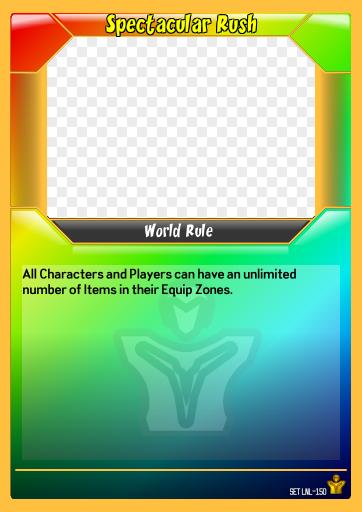 Spectacular Rush
World Rule
All Characters and Players can have an unlimited
number of Items in their Equip Zones.
SET LNL-150